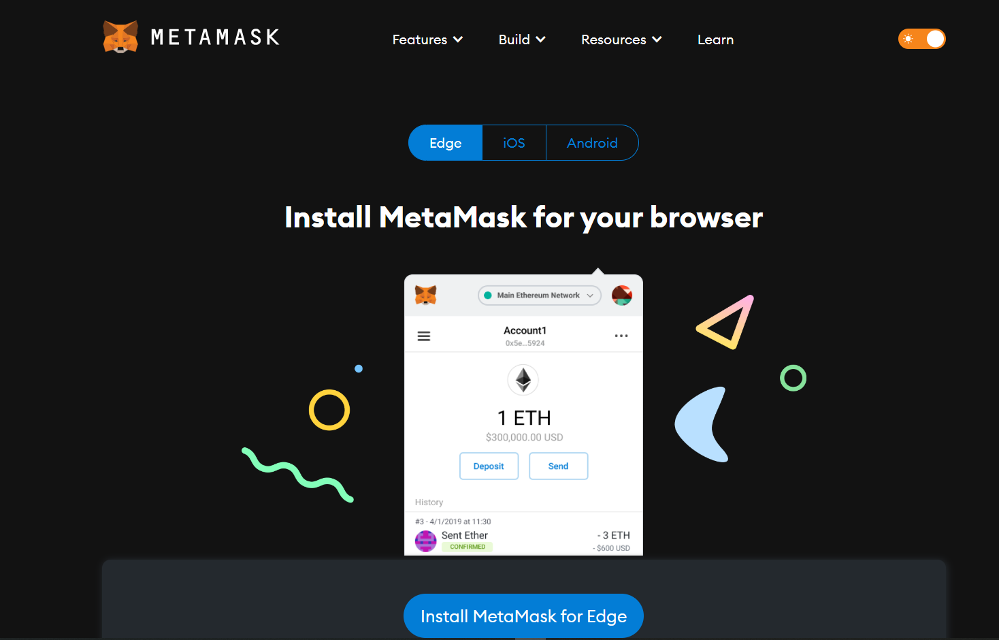 METAMASK
Features
Build
Resources
Learn
Edge
iOS
Android
Install MetaMask for your browser
Main Ethereum Network
Account1
0x5e...5924
1 ETH
$300,000.00 USD
Deposit
Send
History
#3 - 4/1/2019 at 11:30
Sent Ether
- 3 ETH
CONFIRMED
- $600 USD
Install MetaMask for Edge